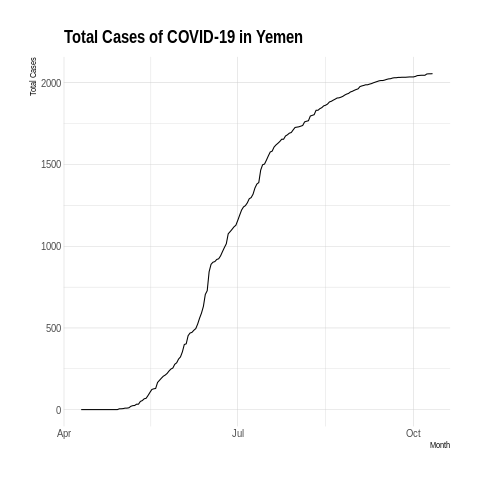 Total Cases of COVID-19 in Yemen
Total Cases
2000
1500
1000
500
0
Apr
Jul
Oct
Month